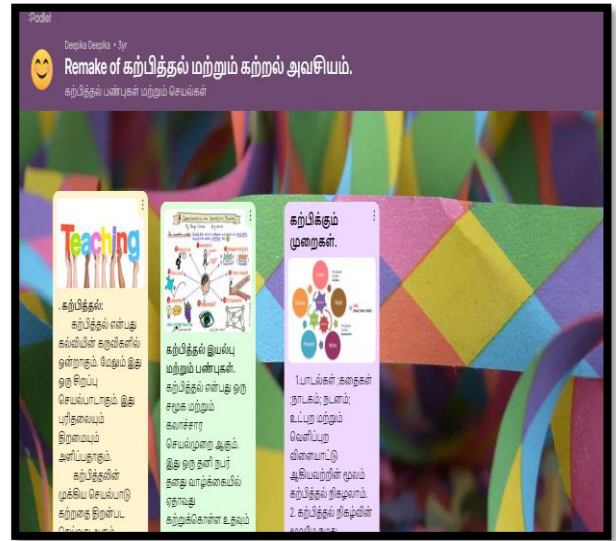 :Padlet
Deepika Deepika • 3yr
Remake of கற்பித்தல் மற்றும் கற்றல் அவசியம்.
கற்பித்தல் பண்புகள் மற்றும் செயல்கள்
Teaching
. கற்பித்தல்:
கற்பித்தல் என்பது
கல்வியின் கருவிகளில்
ஒன்றாகும். மேலும் இது
ஒரு சிறப்பு
செயல்பாடாகும். இது
புரிதலையும்
திறமையும்
அளிப்பதாகும்.
கற்பித்தலின்
முக்கிய செயல்பாடு
கற்றதை திறன்பட
கற்பித்தல் இயல்பு
மற்றும் பண்புகள்.
கற்பித்தல் என்பது ஒரு
சமூக மற்றும்
கலாச்சார
செயல்முறை ஆகும்.
இது ஒரு தனி நபர்
தனது வாழ்க்கையில்
ஏதாவது
கற்றுக்கொள்ள உதவும்
கற்பிக்கும்
முறைகள்.
1.பாடல்கள் ;கதைகள்
;நாடகம்; நடனம்;
உட்புற மற்றும்
வெளிப்புற
விளையாட்டு
ஆகியவற்றின் மூலம்
கற்பித்தல் நிகழலாம்.
2. கற்பித்தல் நிகழ்வின்